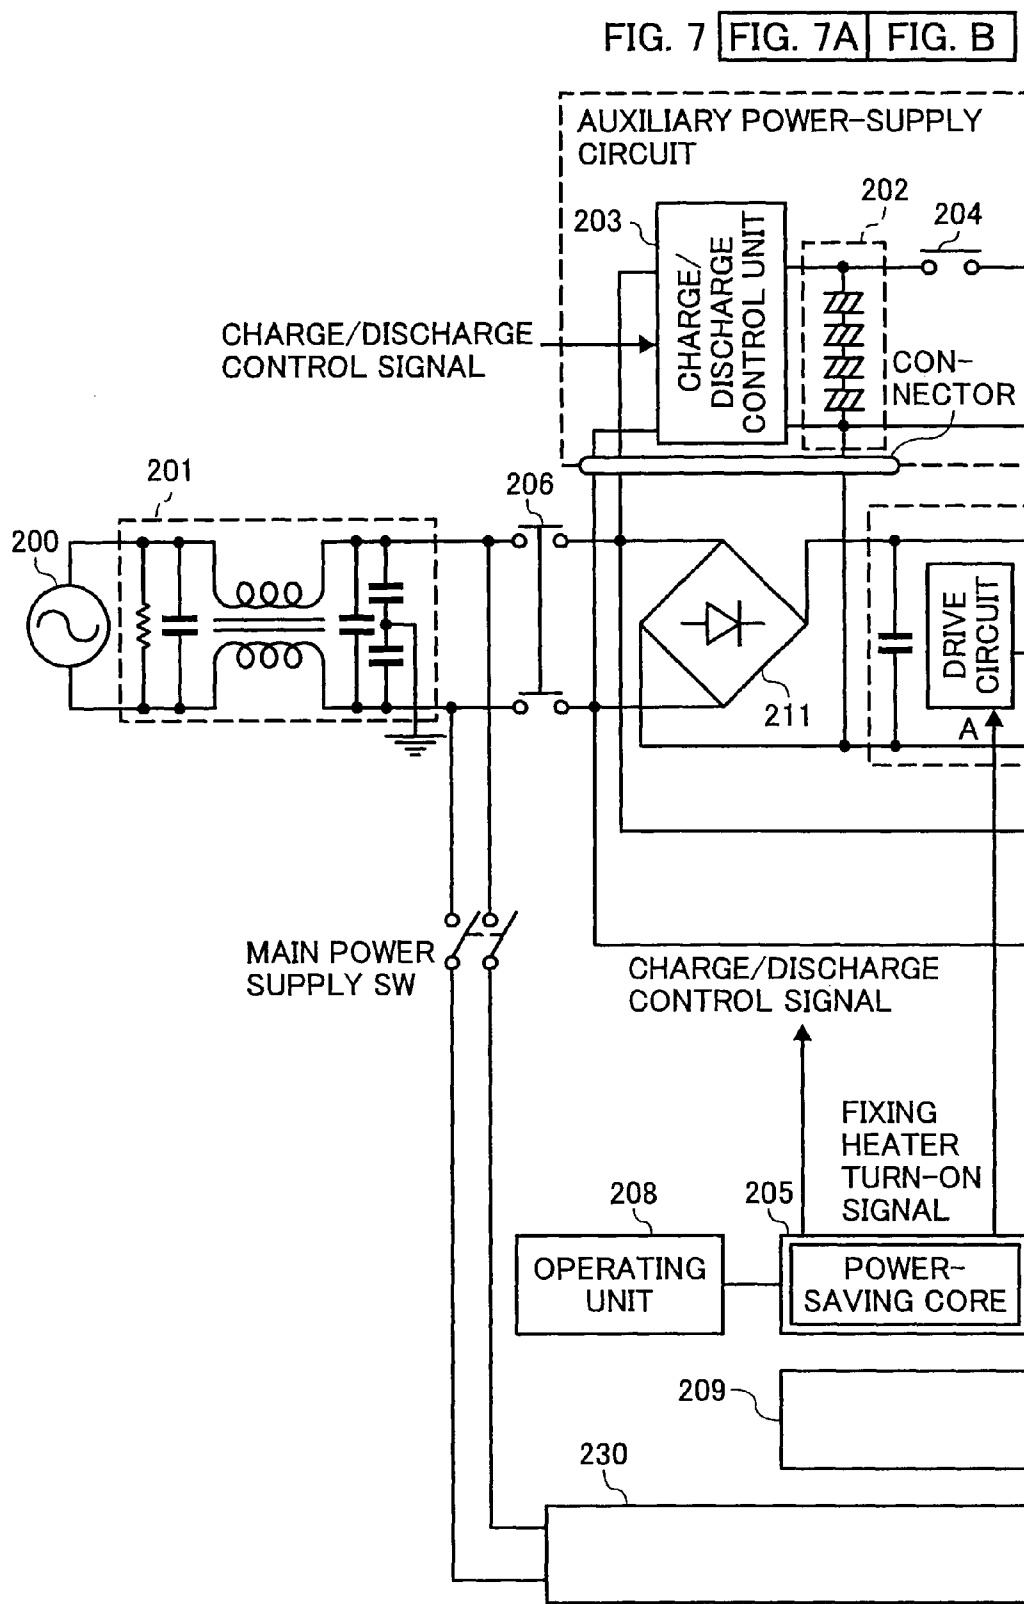 FIG. 7 FIG. 7A FIG. B
AUXILIARY POWER-SUPPLY
CIRCUIT
202
203
204
CHARGE/
DISCHARGE
CONTROL UNIT
CHARGE/DISCHARGE
CONTROL SIGNAL
CON-
NECTOR
201
206
200
DRIVE
CIRCUIT
211
A
MAIN POWER
SUPPLY SW
CHARGE/DISCHARGE
CONTROL SIGNAL
FIXING
HEATER
TURN-ON
SIGNAL
208
205
OPERATING
UNIT
POWER-
SAVING CORE
209
230